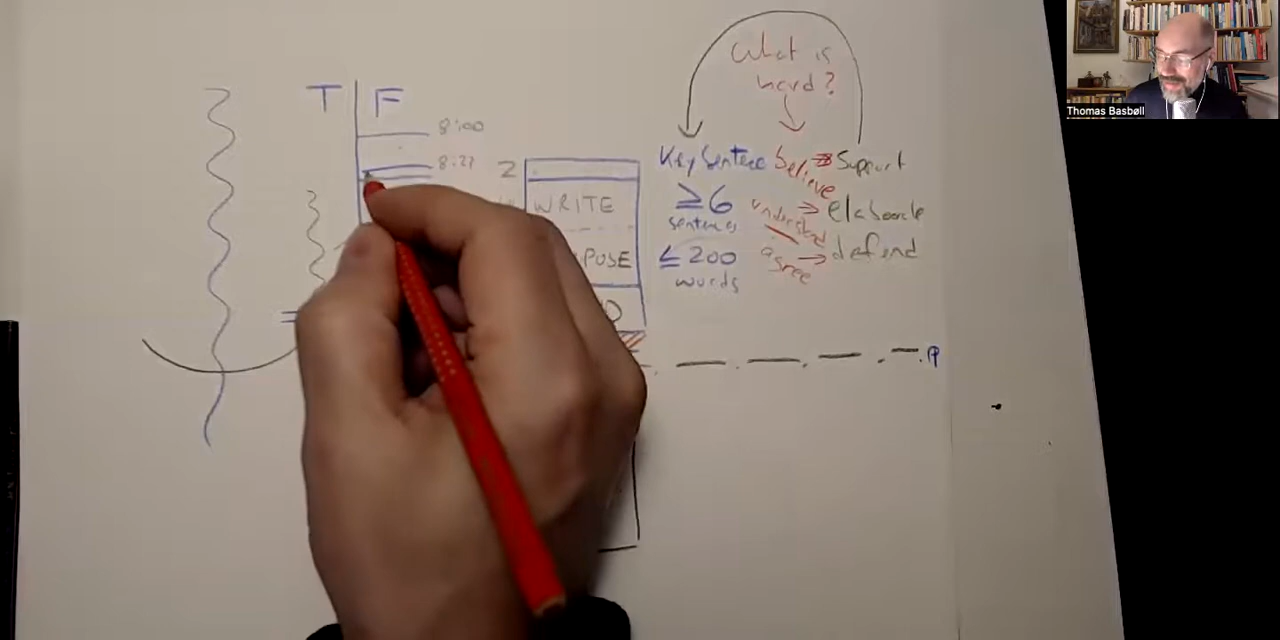 Thomas Basbøll
What is
hard?
T F
8:00
8:27
2
WRITE
POSE
Key Sentence
≥6
sentences
≤ 200
words
believe → Support
understand → elaborate
agree → defend